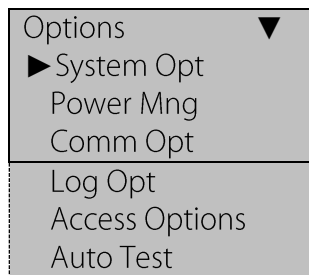 Options ▼
▶System Opt
Power Mng
Comm Opt
Log Opt
Access Options
Auto Test